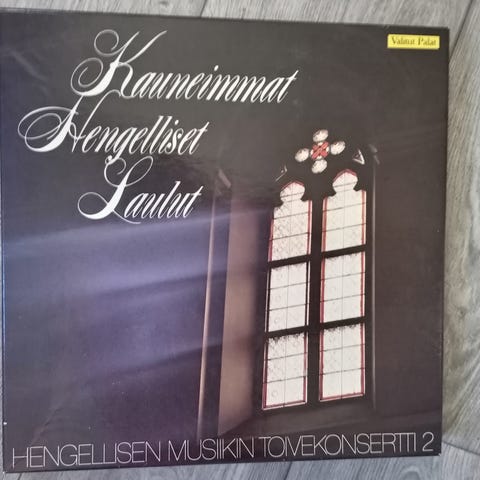 Valitut Palat
Kauneimmat
Hengelliset
Laulut
HENGELLISEN MUSIIKIN TOIVEKONSERTTI 2